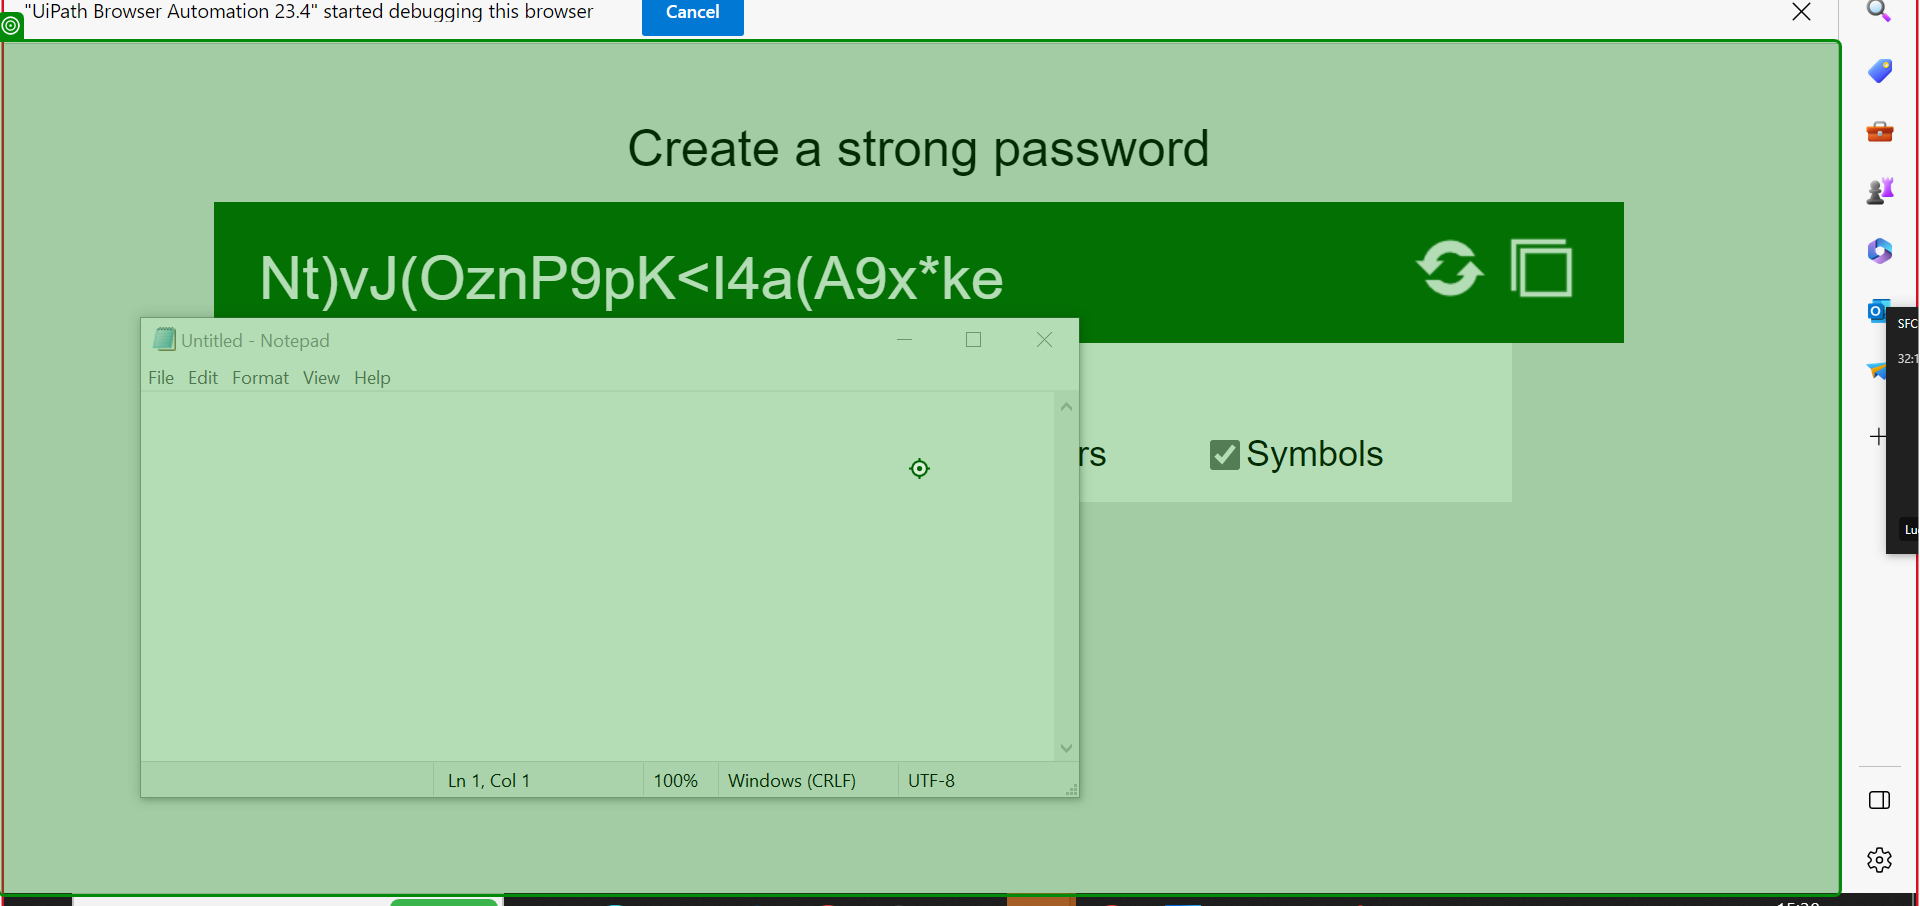 "UiPath Browser Automation 23.4" started debugging this browser
Cancel
Create a strong password
Nt)vJ(OznP9pK<I4a(A9x*ke
Untitled - Notepad
File Edit Format View Help
rs
Symbols
SFC
32:1
Lu
Ln 1, Col 1
100%
Windows (CRLF)
UTF-8